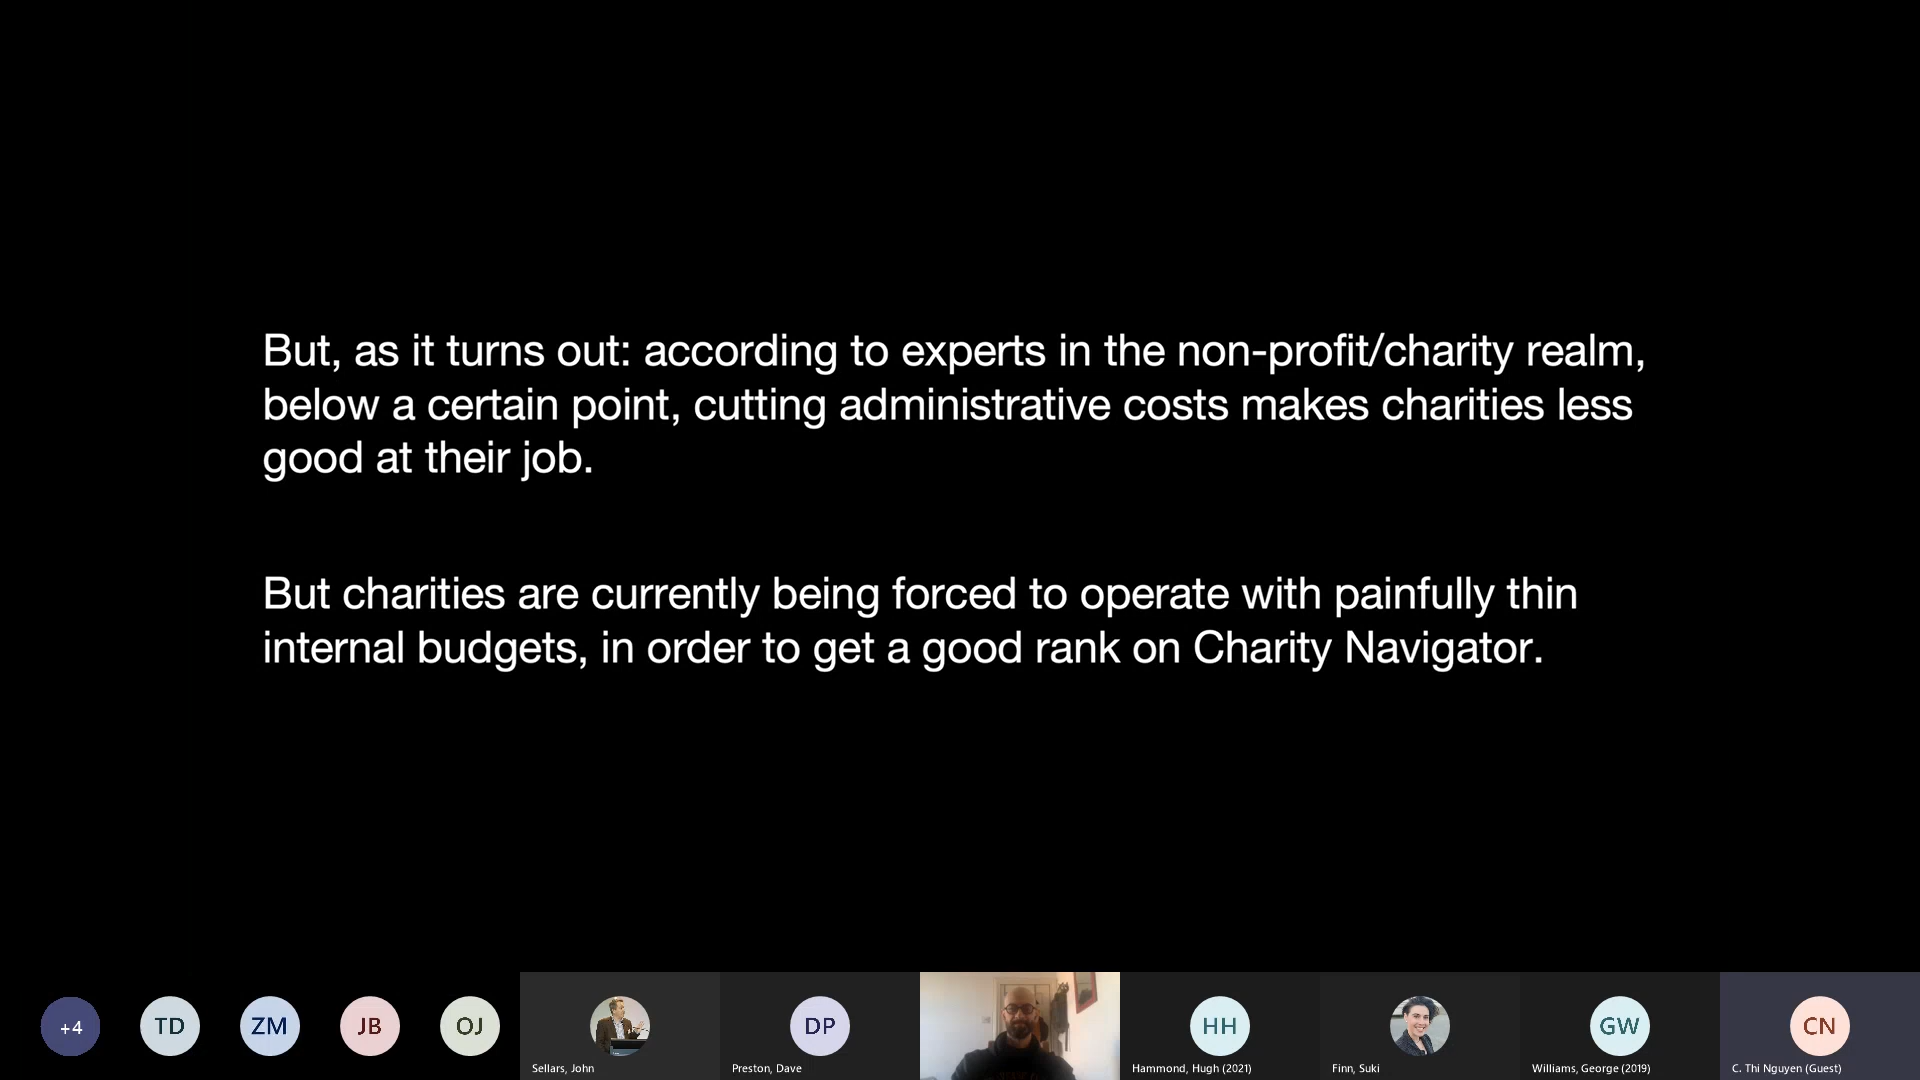 But, as it turns out: according to experts in the non-profit/charity realm,
below a certain point, cutting administrative costs makes charities less
good at their job.
But charities are currently being forced to operate with painfully thin
internal budgets, in order to get a good rank on Charity Navigator.
+4
TD
ZM
JB
OJ
Sellars, John
DP
Preston, Dave
HH
Hammond, Hugh (2021)
Finn, Suki
GW
Williams, George (2019)
CN
C. Thi Nguyen (Guest)